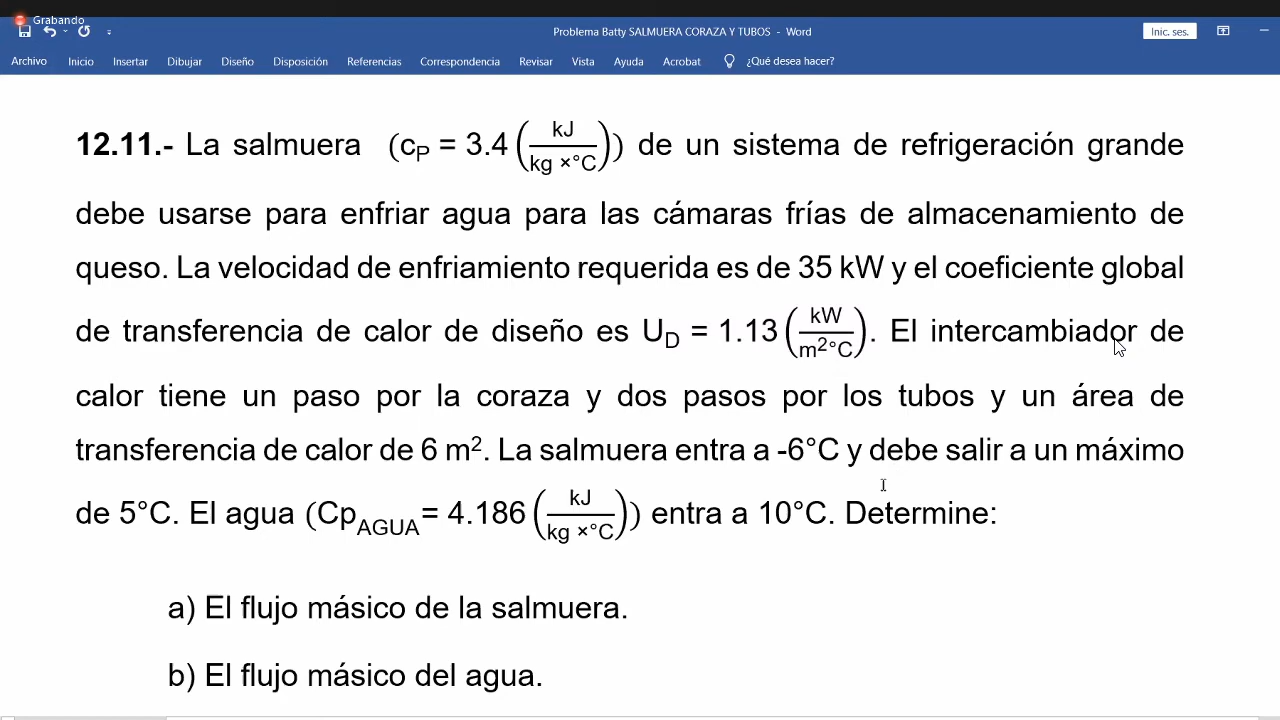 Grabando
Problema Batty SALMUERA CORAZA Y TUBOS - Word
Inic. ses.
Archivo Inicio Insertar Dibujar Diseño Disposición Referencias Correspondencia Revisar Vista Ayuda Acrobat ¿Qué desea hacer?
12.11.- La salmuera (cP = 3.4 (kJ/kg ×°C)) de un sistema de refrigeración grande
debe usarse para enfriar agua para las cámaras frías de almacenamiento de
queso. La velocidad de enfriamiento requerida es de 35 kW y el coeficiente global
de transferencia de calor de diseño es UD = 1.13 (kW/m²°C). El intercambiador de
calor tiene un paso por la coraza y dos pasos por los tubos y un área de
transferencia de calor de 6 m². La salmuera entra a -6°C y debe salir a un máximo
de 5°C. El agua (CpAGUA= 4.186 (kJ/kg ×°C)) entra a 10°C. Determine:
a) El flujo másico de la salmuera.
b) El flujo másico del agua.